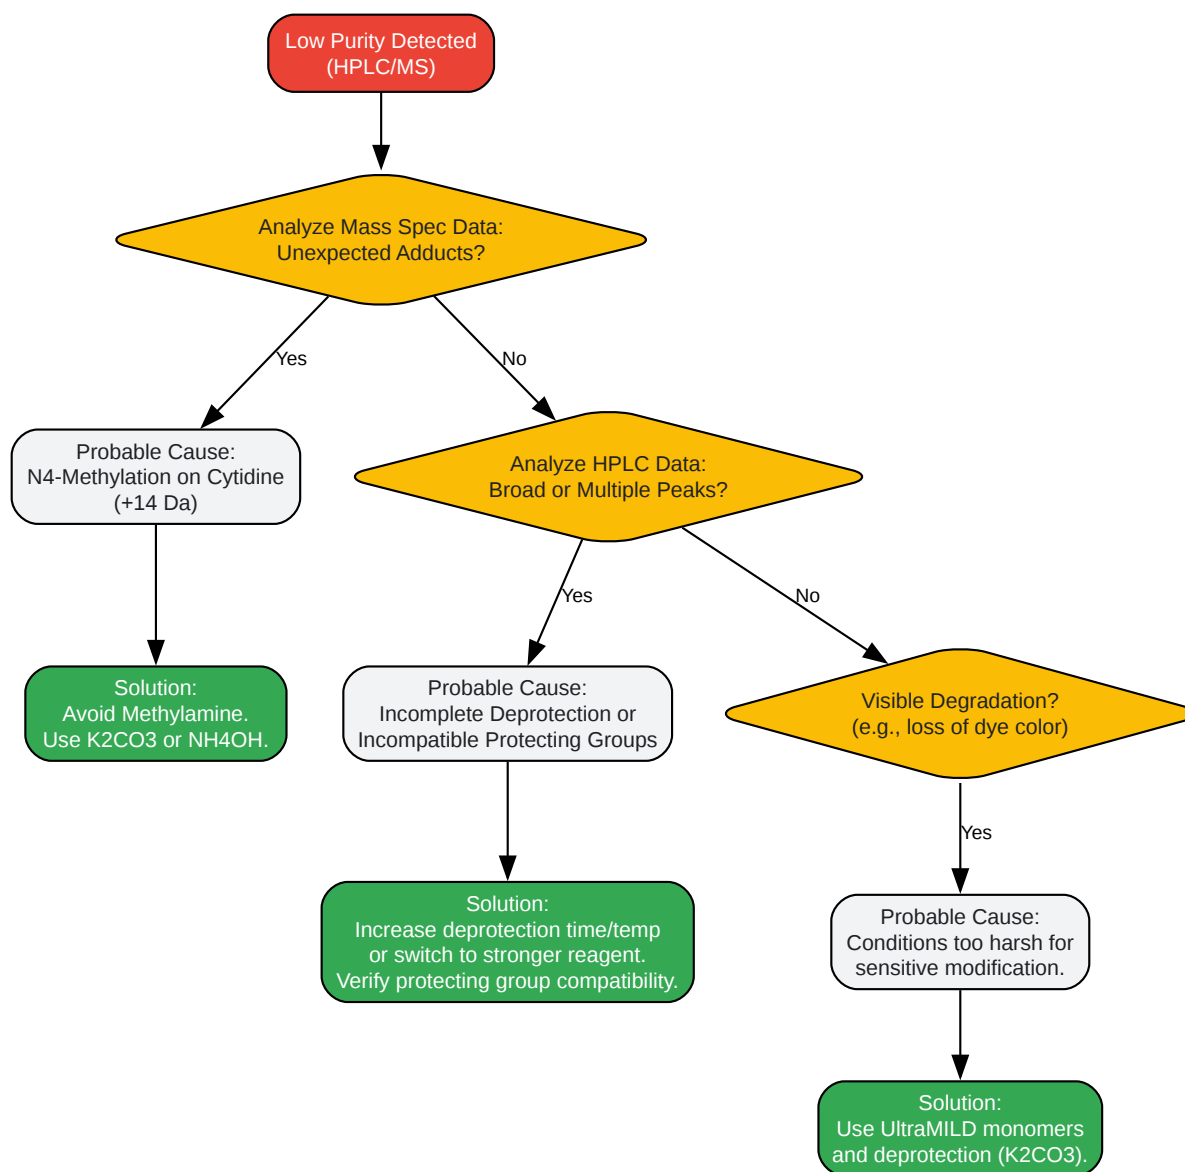 Low Purity Detected
(HPLC/MS)
Analyze Mass Spec Data:
Unexpected Adducts?
Yes
No
Probable Cause:
N4-Methylation on Cytidine
(+14 Da)
Analyze HPLC Data:
Broad or Multiple Peaks?
Yes
No
Solution:
Avoid Methylamine.
Use K2CO3 or NH4OH.
Probable Cause:
Incomplete Deprotection or
Incompatible Protecting Groups
Visible Degradation?
(e.g., loss of dye color)
Yes
Solution:
Increase deprotection time/temp
or switch to stronger reagent.
Verify protecting group compatibility.
Probable Cause:
Conditions too harsh for
sensitive modification.
Solution:
Use UltraMILD monomers
and deprotection (K2CO3).